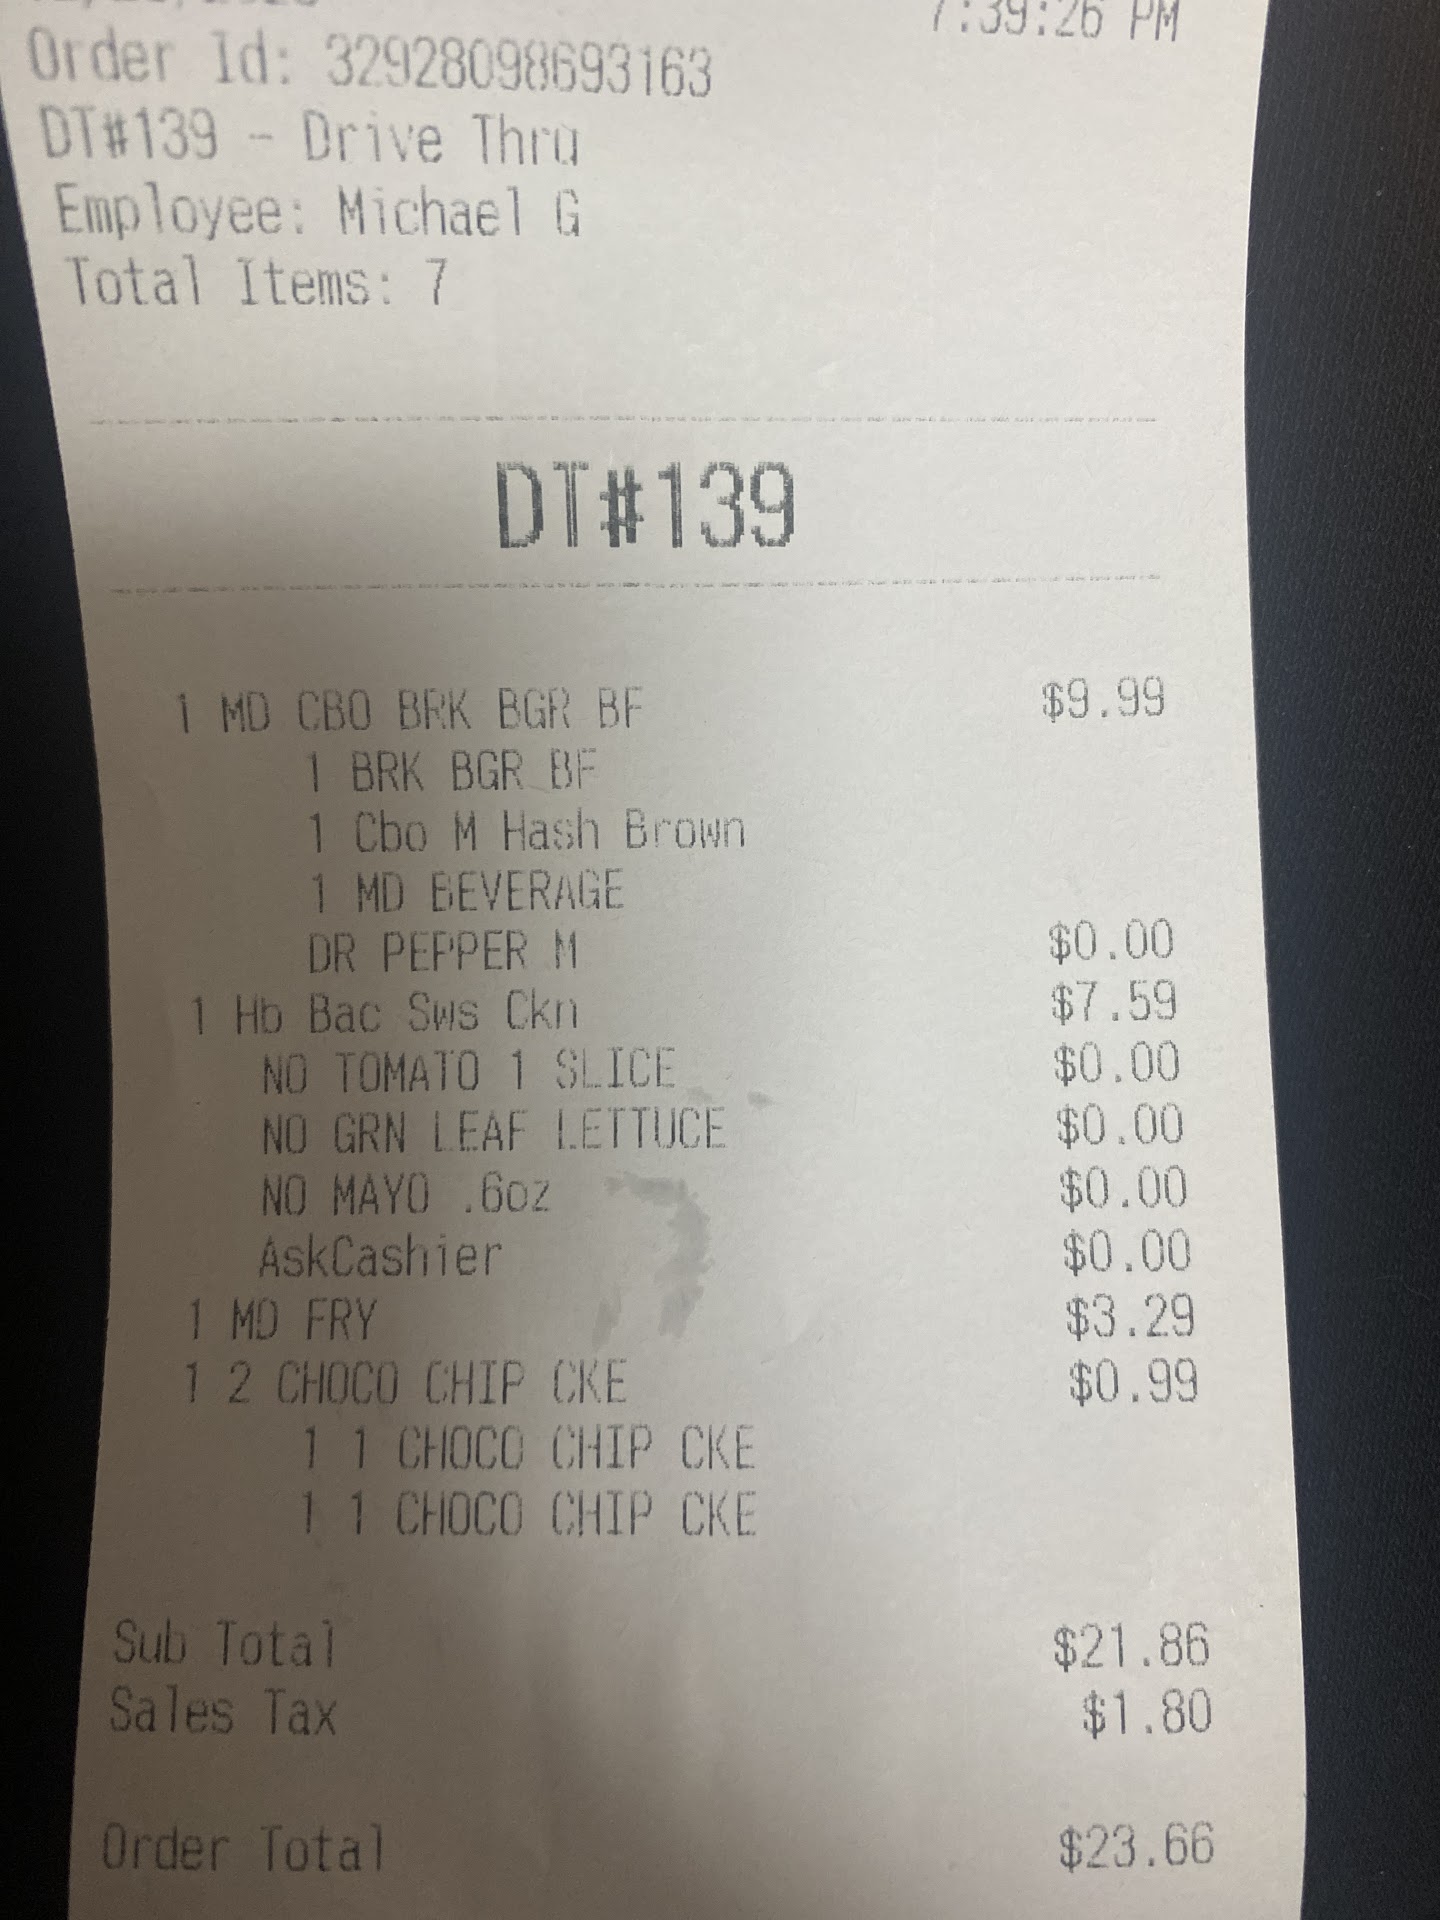 7:39:26 PM
Order Id: 32928098693163
DT#139 - Drive Thru
Employee: Michael G
Total Items: 7
DT#139
1 MD CBO BRK BGR BF $9.99
1 BRK BGR BF
1 Cbo M Hash Brown
1 MD BEVERAGE
DR PEPPER M $0.00
1 Hb Bac Sws Ckn $7.59
NO TOMATO 1 SLICE $0.00
NO GRN LEAF LETTUCE $0.00
NO MAYO .6oz $0.00
AskCashier $0.00
1 MD FRY $3.29
1 2 CHOCO CHIP CKE $0.99
1 1 CHOCO CHIP CKE
1 1 CHOCO CHIP CKE
Sub Total $21.86
Sales Tax $1.80
Order Total $23.66